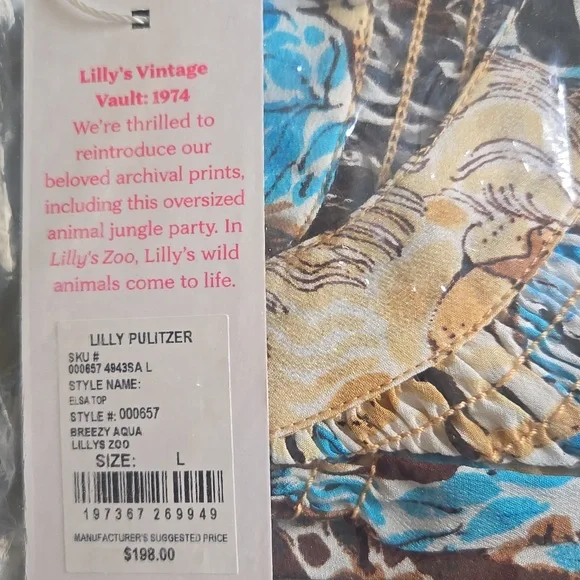 Lilly's Vintage
Vault: 1974
We're thrilled to
reintroduce our
beloved archival prints,
including this oversized
animal jungle party. In
Lilly's Zoo, Lilly's wild
animals come to life.
LILLY PULITZER
SKU #
000657 4943SA L
STYLE NAME:
ELSA TOP
STYLE #: 000657
BREEZY AQUA
LILLYS ZOO
SIZE: L
197367 269949
MANUFACTURER'S SUGGESTED PRICE
$198.00